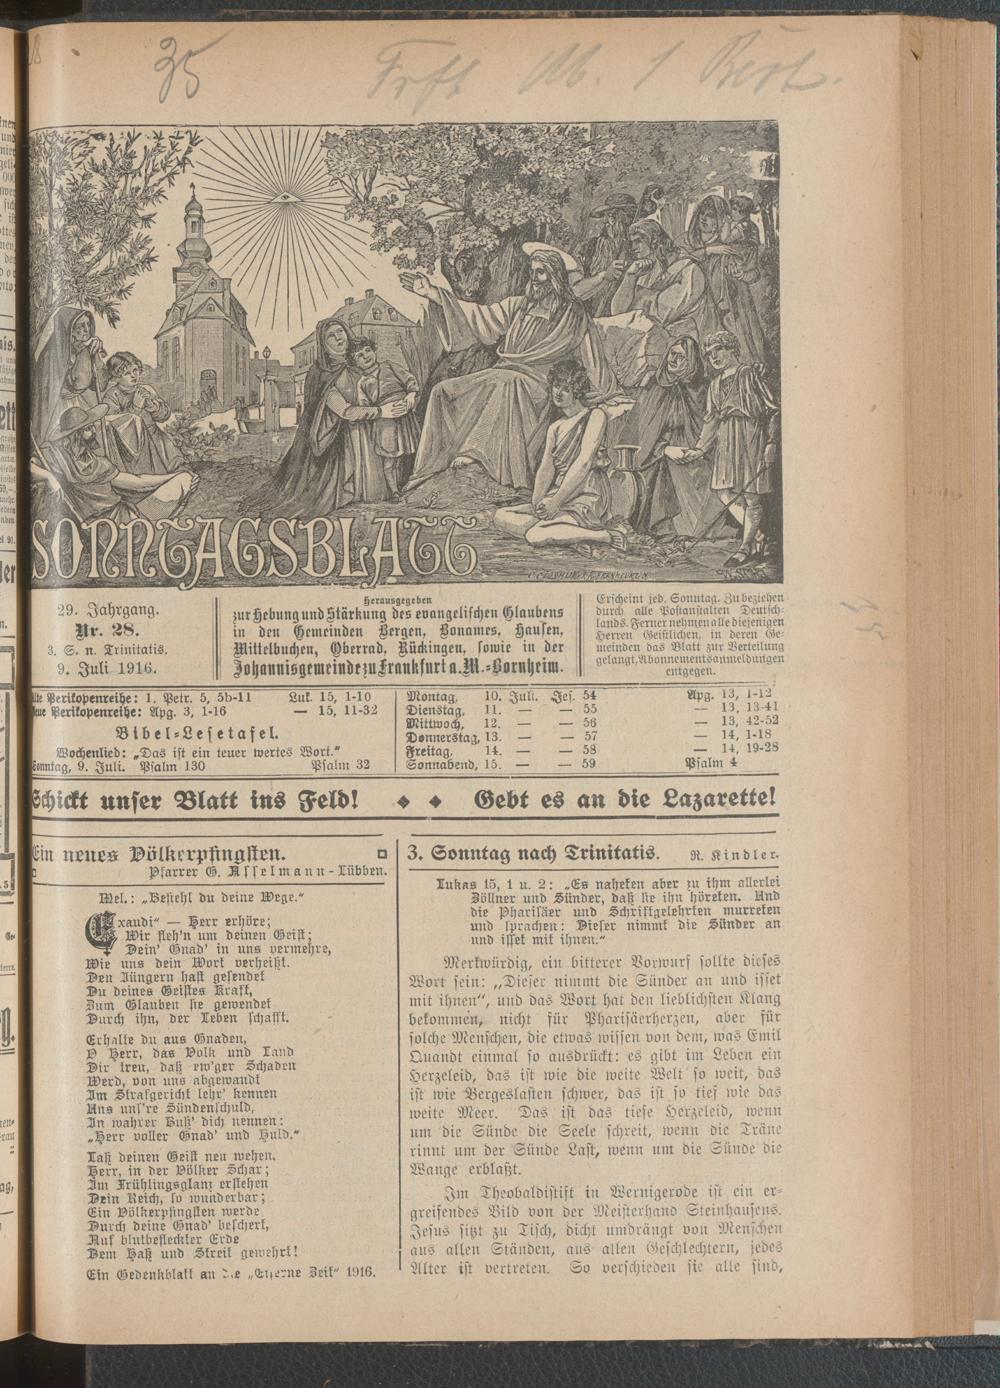 35 Frft M. 1 Best.
SONNTAGSBLATT
29. Jahrgang.
Nr. 28.
3. S. n. Trinitatis.
9. Juli 1916.
Herausgegeben
zur Hebung und Stärkung des evangelischen Glaubens
in den Gemeinden Bergen, Bonames, Hausen,
Mittelbuchen, Oberrad, Rückingen, sowie in der
Johannisgemeinde zu Frankfurt a. M.-Bornheim.
Erscheint jed. Sonntag. Zu beziehen
durch alle Postanstalten Deutsch-
lands. Ferner nehmen alle diejenigen
Herren Geistlichen, in deren Ge-
meinden das Blatt zur Verteilung
gelangt, Abonnementsanmeldungen
entgegen.
Alte Perikopenreihe: 1. Petr. 5, 5b-11 Luk. 15, 1-10
Neue Perikopenreihe: Apg. 3, 1-16 — 15, 11-32
Bibel-Lesetafel.
Wochenlied: „Das ist ein teuer wertes Wort.“
Sonntag, 9. Juli. Psalm 130 Psalm 32
Montag, 10. Juli. Jes. 54 Apg. 13, 1-12
Dienstag, 11. — — 55 — 13, 13-41
Mittwoch, 12. — — 56 — 13, 42-52
Donnerstag, 13. — — 57 — 14, 1-18
Freitag, 14. — — 58 — 14, 19-28
Sonnabend, 15. — — 59 Psalm 4
Schickt unser Blatt ins Feld! Gebt es an die Lazarette!
Ein neues Völkerpfingsten.
Pfarrer G. Asselmann-Lübben.
Mel.: „Befiehl du deine Wege.“
Exaudi“ — Herr erhöre;
Wir fleh'n um deinen Geist;
Dein' Gnad' in uns vermehre,
Wie uns dein Wort verheißt.
Den Jüngern hast gesendet
Du deines Geistes Kraft,
Zum Glauben sie gewendet
Durch ihn, der Leben schafft.
Erhalte du aus Gnaden,
O Herr, das Volk und Land
Dir treu, daß ew'ger Schaden
Werd, von uns abgewandt
Im Strafgericht lehr' kennen
Uns uns're Sündenschuld,
In wahrer Buß' dich nennen:
„Herr voller Gnad' und Huld.“
Laß deinen Geist neu wehen,
Herr, in der Völker Schar;
Im Frühlingsglanz erstehen
Dein Reich, so wunderbar;
Ein Völkerpfingsten werde
Durch deine Gnad' beschert,
Auf blutbefleckter Erde
Dem Haß und Streit gewehrt!
Ein Gedenkblatt an die „Eiserne Zeit“ 1916.
3. Sonntag nach Trinitatis. R. Kindler.
Lukas 15, 1 u. 2: „Es naheten aber zu ihm allerlei
Zöllner und Sünder, daß sie ihn höreten. Und
die Pharisäer und Schriftgelehrten murreten
und sprachen: Dieser nimmt die Sünder an
und isset mit ihnen.“
Merkwürdig, ein bitterer Vorwurf sollte dieses
Wort sein: „Dieser nimmt die Sünder an und isset
mit ihnen“, und das Wort hat den lieblichsten Klang
bekommen, nicht für Pharisäerherzen, aber für
solche Menschen, die etwas wissen von dem, was Emil
Quandt einmal so ausdrückt: es gibt im Leben ein
Herzeleid, das ist wie die weite Welt so weit, das
ist wie Bergeslasten schwer, das ist so tief wie das
weite Meer. Das ist das tiefe Herzeleid, wenn
um die Sünde die Seele schreit, wenn die Träne
rinnt um der Sünde Last, wenn um die Sünde die
Wange erblaßt.
Im Theobaldistift in Wernigerode ist ein er-
greifendes Bild von der Meisterhand Steinhausens.
Jesus sitzt zu Tisch, dicht umdrängt von Menschen
aus allen Ständen, aus allen Geschlechtern, jedes
Alter ist vertreten. So verschieden sie alle sind,